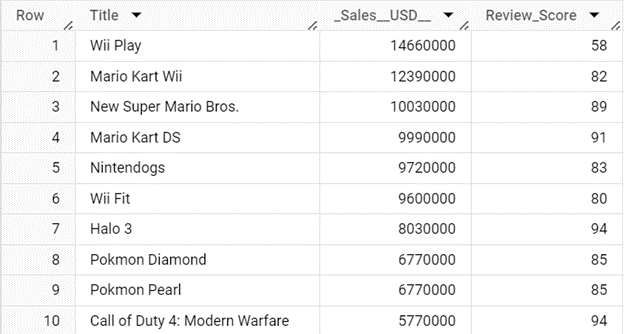 Row Title _Sales__USD__ Review_Score
1 Wii Play 14660000 58
2 Mario Kart Wii 12390000 82
3 New Super Mario Bros. 10030000 89
4 Mario Kart DS 9990000 91
5 Nintendogs 9720000 83
6 Wii Fit 9600000 80
7 Halo 3 8030000 94
8 Pokmon Diamond 6770000 85
9 Pokmon Pearl 6770000 85
10 Call of Duty 4: Modern Warfare 5770000 94